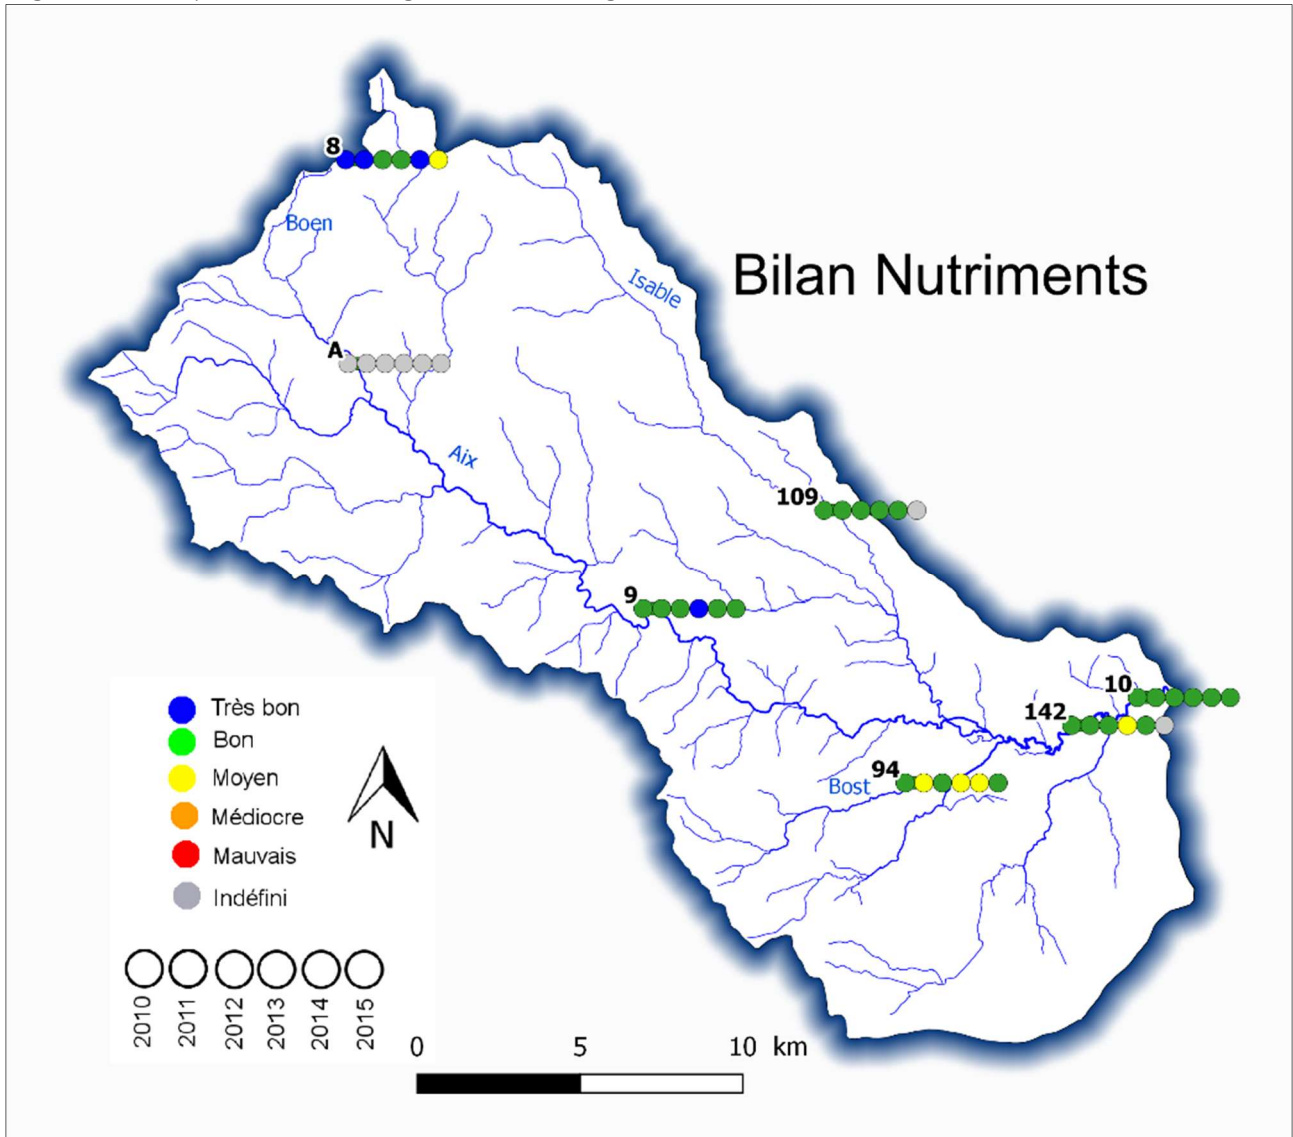 8
Boen
Isable
Bilan Nutriments
A
Aix
109
9
10
142
94
Bost
Très bon
Bon
Moyen
Médiocre
Mauvais
Indéfini
N
2010
2011
2012
2013
2014
2015
0 5 10 km